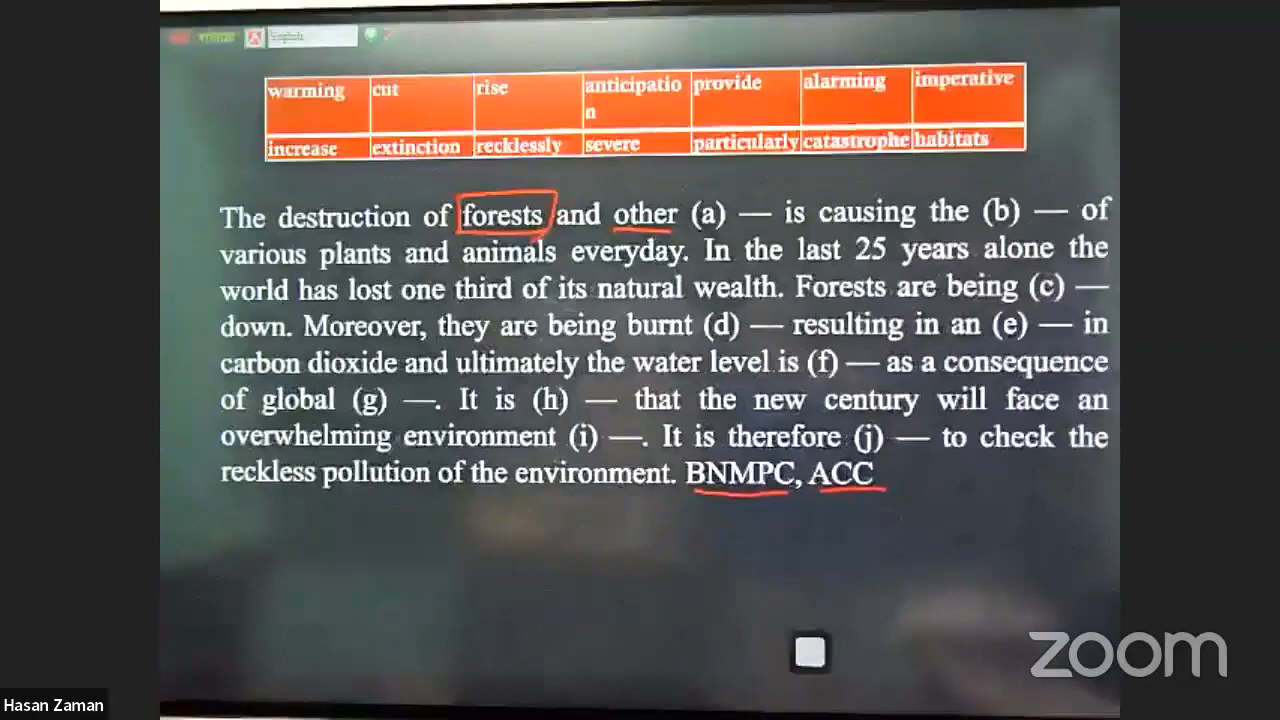 English
warming cut rise anticipatio provide alarming imperative
n
increase extinction recklessly severe particularly catastrophe habitats
The destruction of forests and other (a) — is causing the (b) — of
various plants and animals everyday. In the last 25 years alone the
world has lost one third of its natural wealth. Forests are being (c) —
down. Moreover, they are being burnt (d) — resulting in an (e) — in
carbon dioxide and ultimately the water level is (f) — as a consequence
of global (g) —. It is (h) — that the new century will face an
overwhelming environment (i) —. It is therefore (j) — to check the
reckless pollution of the environment. BNMPC, ACC
zoom
Hasan Zaman